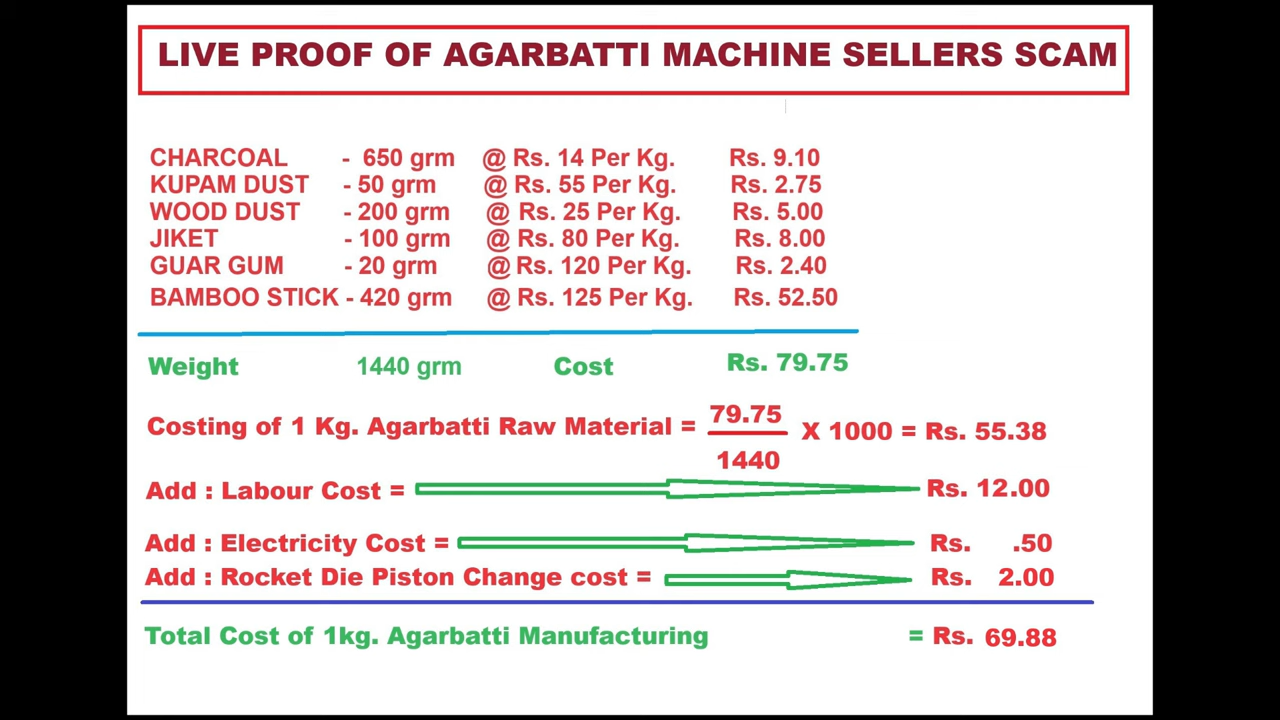 LIVE PROOF OF AGARBATTI MACHINE SELLERS SCAM
CHARCOAL - 650 grm @ Rs. 14 Per Kg. Rs. 9.10
KUPAM DUST - 50 grm @ Rs. 55 Per Kg. Rs. 2.75
WOOD DUST - 200 grm @ Rs. 25 Per Kg. Rs. 5.00
JIKET - 100 grm @ Rs. 80 Per Kg. Rs. 8.00
GUAR GUM - 20 grm @ Rs. 120 Per Kg. Rs. 2.40
BAMBOO STICK - 420 grm @ Rs. 125 Per Kg. Rs. 52.50
Weight 1440 grm Cost Rs. 79.75
Costing of 1 Kg. Agarbatti Raw Material = 79.75 / 1440 X 1000 = Rs. 55.38
Add : Labour Cost = Rs. 12.00
Add : Electricity Cost = Rs. .50
Add : Rocket Die Piston Change cost = Rs. 2.00
Total Cost of 1kg. Agarbatti Manufacturing = Rs. 69.88